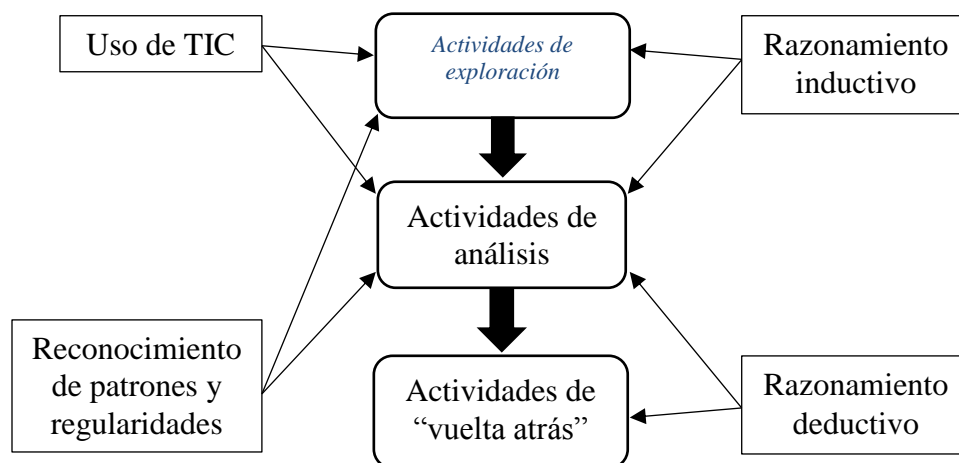 Uso de TIC
Actividades de
exploración
Razonamiento
inductivo
Actividades de
análisis
Reconocimiento
de patrones y
regularidades
Actividades de
“vuelta atrás”
Razonamiento
deductivo